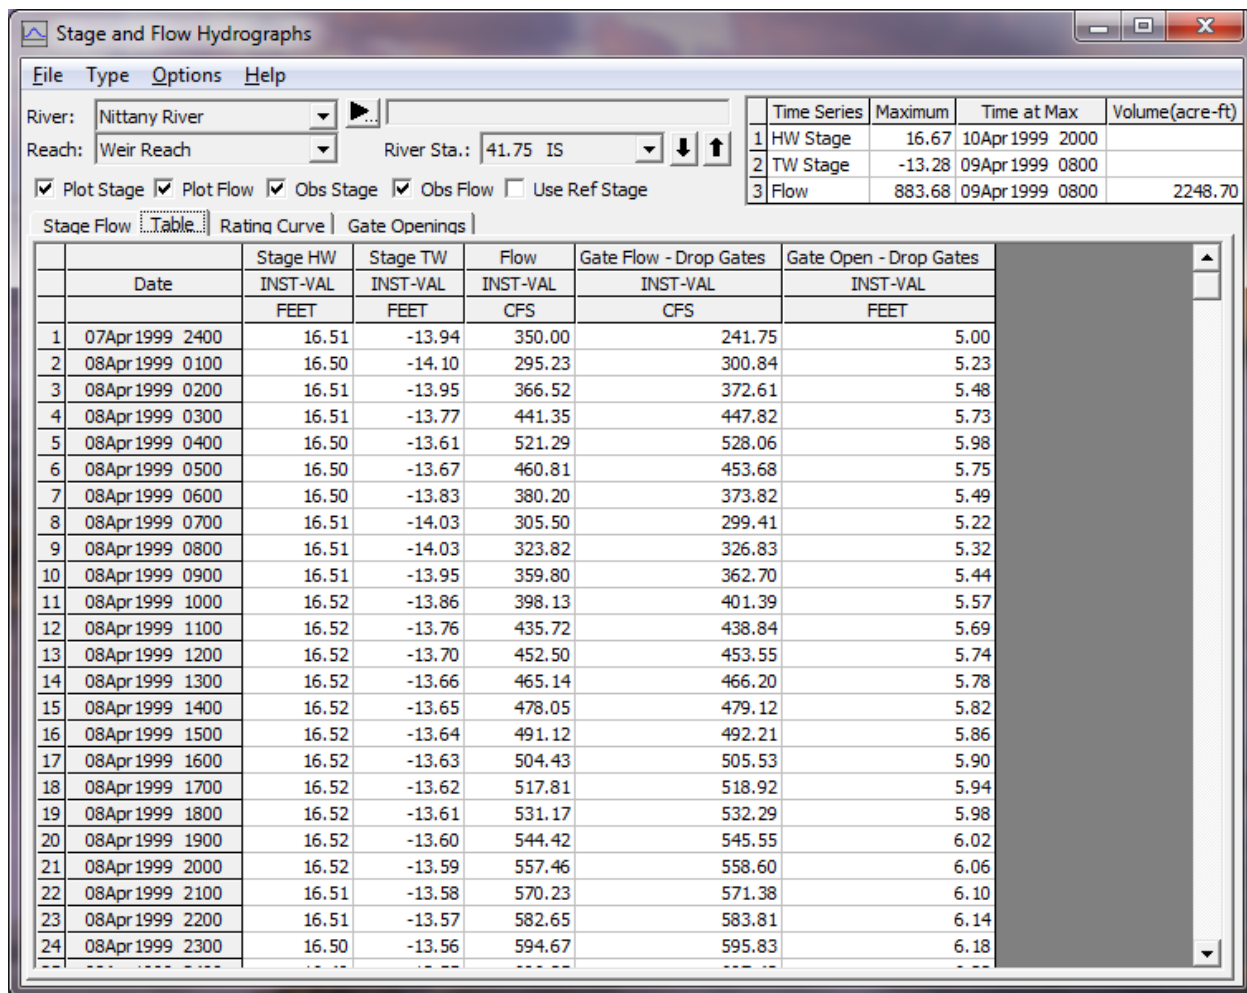 Stage and Flow Hydrographs
File Type Options Help
River: Nittany River
Reach: Weir Reach River Sta.: 41.75 IS
Plot Stage Plot Flow Obs Stage Obs Flow Use Ref Stage
Time Series Maximum Time at Max Volume(acre-ft)
1 HW Stage 16.67 10Apr1999 2000
2 TW Stage -13.28 09Apr1999 0800
3 Flow 883.68 09Apr1999 0800 2248.70
Stage Flow Table Rating Curve Gate Openings
Stage HW Stage TW Flow Gate Flow - Drop Gates Gate Open - Drop Gates
Date INST-VAL INST-VAL INST-VAL INST-VAL INST-VAL
FEET FEET CFS CFS FEET
1 07Apr1999 2400 16.51 -13.94 350.00 241.75 5.00
2 08Apr1999 0100 16.50 -14.10 295.23 300.84 5.23
3 08Apr1999 0200 16.51 -13.95 366.52 372.61 5.48
4 08Apr1999 0300 16.51 -13.77 441.35 447.82 5.73
5 08Apr1999 0400 16.50 -13.61 521.29 528.06 5.98
6 08Apr1999 0500 16.50 -13.67 460.81 453.68 5.75
7 08Apr1999 0600 16.50 -13.83 380.20 373.82 5.49
8 08Apr1999 0700 16.51 -14.03 305.50 299.41 5.22
9 08Apr1999 0800 16.51 -14.03 323.82 326.83 5.32
10 08Apr1999 0900 16.51 -13.95 359.80 362.70 5.44
11 08Apr1999 1000 16.52 -13.86 398.13 401.39 5.57
12 08Apr1999 1100 16.52 -13.76 435.72 438.84 5.69
13 08Apr1999 1200 16.52 -13.70 452.50 453.55 5.74
14 08Apr1999 1300 16.52 -13.66 465.14 466.20 5.78
15 08Apr1999 1400 16.52 -13.65 478.05 479.12 5.82
16 08Apr1999 1500 16.52 -13.64 491.12 492.21 5.86
17 08Apr1999 1600 16.52 -13.63 504.43 505.53 5.90
18 08Apr1999 1700 16.52 -13.62 517.81 518.92 5.94
19 08Apr1999 1800 16.52 -13.61 531.17 532.29 5.98
20 08Apr1999 1900 16.52 -13.60 544.42 545.55 6.02
21 08Apr1999 2000 16.52 -13.59 557.46 558.60 6.06
22 08Apr1999 2100 16.51 -13.58 570.23 571.38 6.10
23 08Apr1999 2200 16.51 -13.57 582.65 583.81 6.14
24 08Apr1999 2300 16.50 -13.56 594.67 595.83 6.18